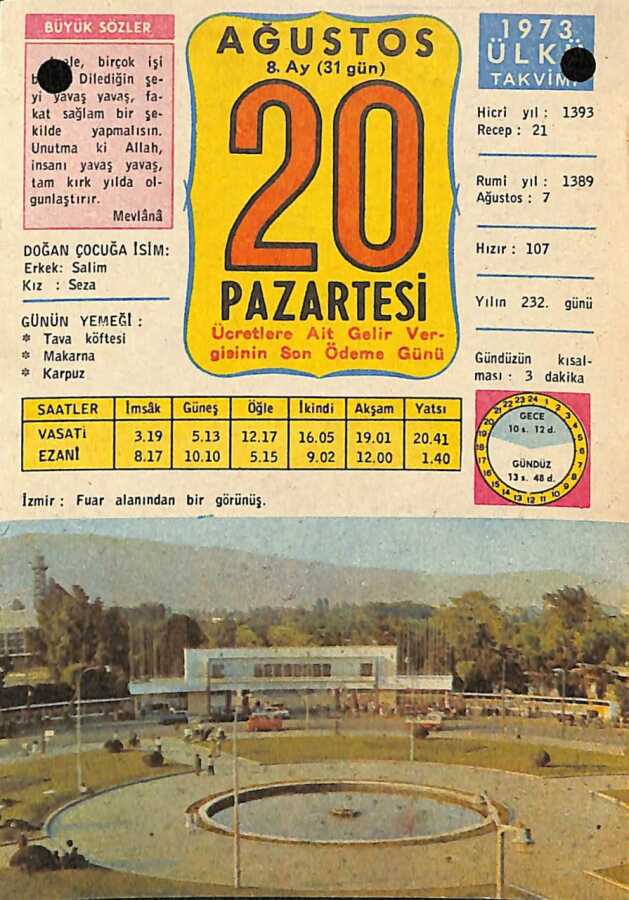 BÜYÜK SÖZLER
birçok işi
Dilediğin şe-
yi yavaş yavaş, fa-
kat sağlam bir şe-
kilde yapmalısın.
Unutma ki Allah,
insanı yavaş yavaş,
tam kırk yılda ol-
gunlaştırır.
Mevlânâ
DOĞAN ÇOCUĞA İSİM:
Erkek: Salim
Kız : Seza
GÜNÜN YEMEĞİ :
* Tava köftesi
* Makarna
* Karpuz
AĞUSTOS
8. Ay (31 gün)
20
PAZARTESİ
Ücretlere Ait Gelir Ver-
gisinin Son Ödeme Günü
1973
ÜLKÜ
TAKVİMİ
Hicri yıl : 1393
Recep : 21
Rumi yıl : 1389
Ağustos : 7
Hızır : 107
Yılın 232. günü
Gündüzün kısal-
ması : 3 dakika
SAATLER İmsâk Güneş Öğle İkindi Akşam Yatsı
VASATİ 3.19 5.13 12.17 16.05 19.01 20.41
EZANİ 8.17 10.10 5.15 9.02 12.00 1.40
GECE
10 s. 12 d.
GÜNDÜZ
13 s. 48 d.
İzmir : Fuar alanından bir görünüş.